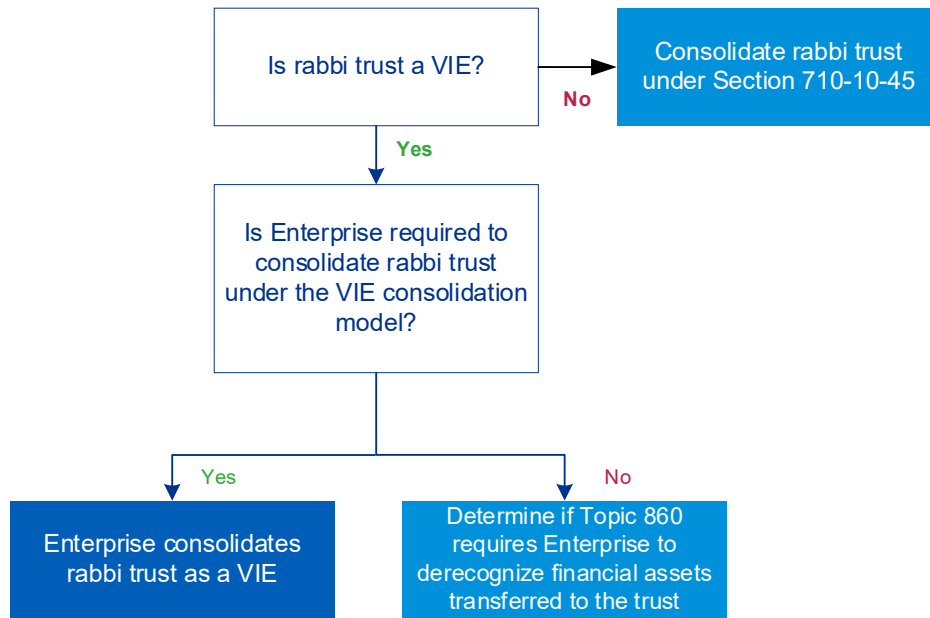 Is rabbi trust a VIE?
No
Consolidate rabbi trust
under Section 710-10-45
Yes
Is Enterprise required to
consolidate rabbi trust
under the VIE consolidation
model?
Yes
No
Enterprise consolidates
rabbi trust as a VIE
Determine if Topic 860
requires Enterprise to
derecognize financial assets
transferred to the trust